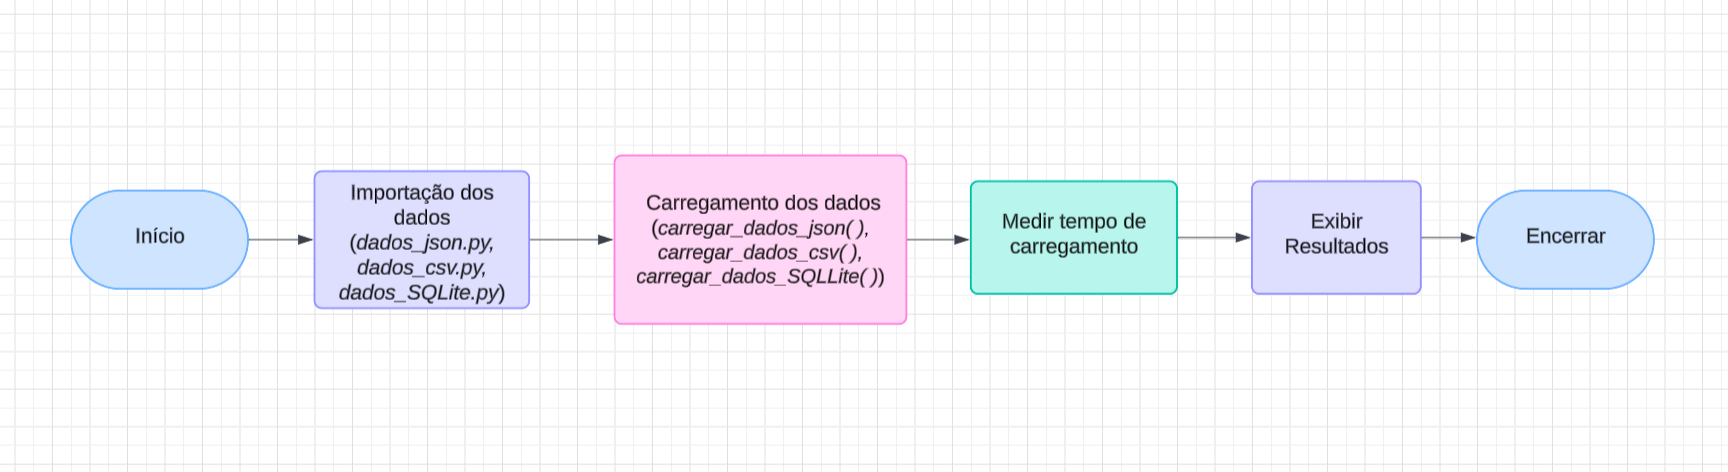 Início
Importação dos
dados
(dados_json.py,
dados_csv.py,
dados_SQLite.py)
Carregamento dos dados
(carregar_dados_json( ),
carregar_dados_csv( ),
carregar_dados_SQLLite( ))
Medir tempo de
carregamento
Exibir
Resultados
Encerrar